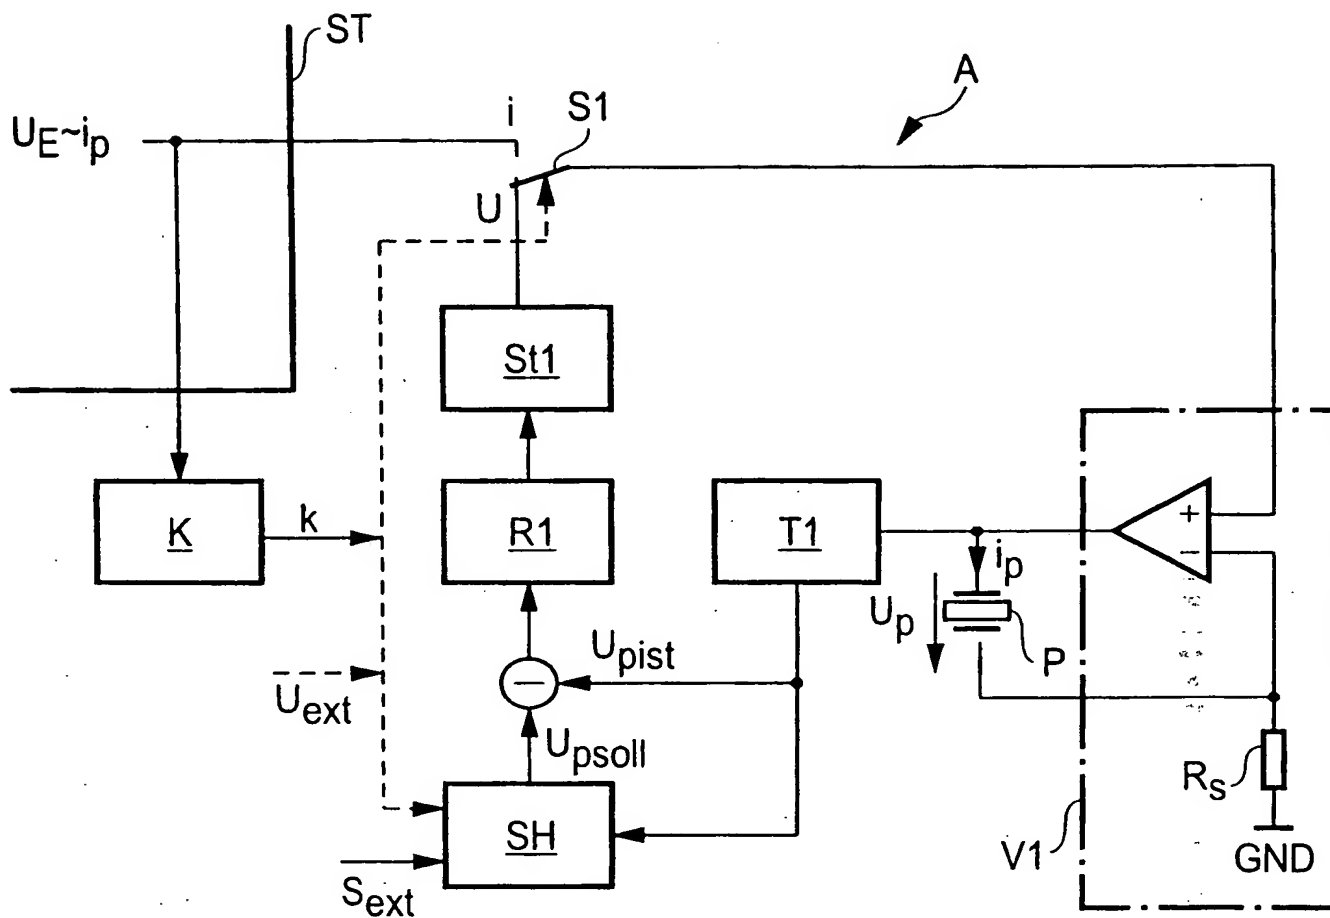 ST
A
i
S1
U_E~i_p
U
St1
K
k
R1
T1
+
−
i_p
U_p
P
U_pist
−
U_ext
U_psoll
R_s
SH
V1
GND
S_ext